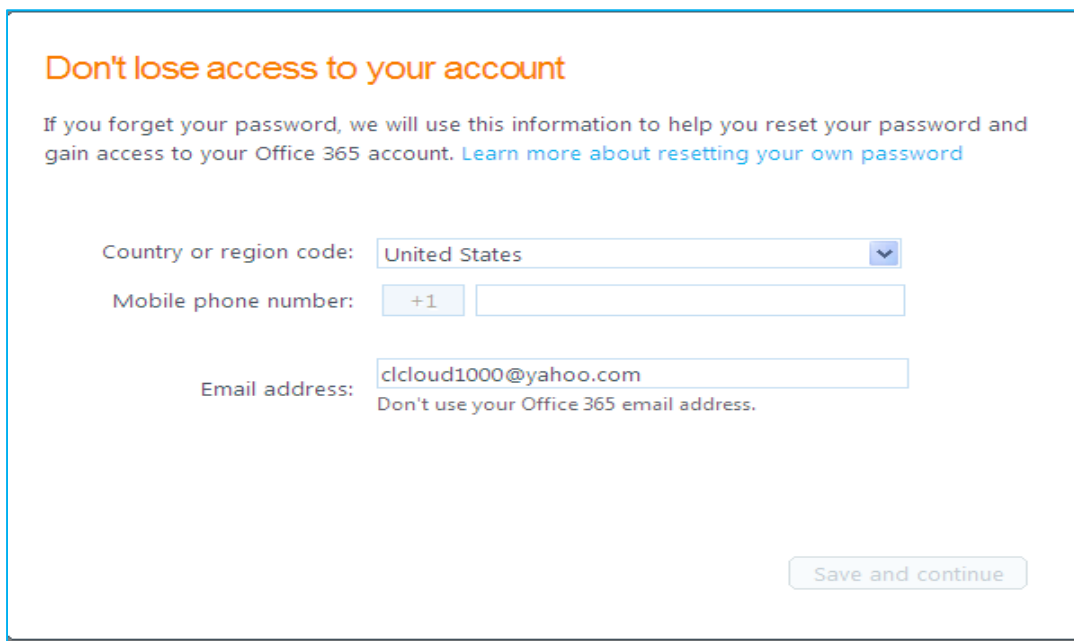 Don't lose access to your account
If you forget your password, we will use this information to help you reset your password and
gain access to your Office 365 account. Learn more about resetting your own password
Country or region code: United States
Mobile phone number: +1
Email address: clcloud1000@yahoo.com
Don't use your Office 365 email address.
Save and continue